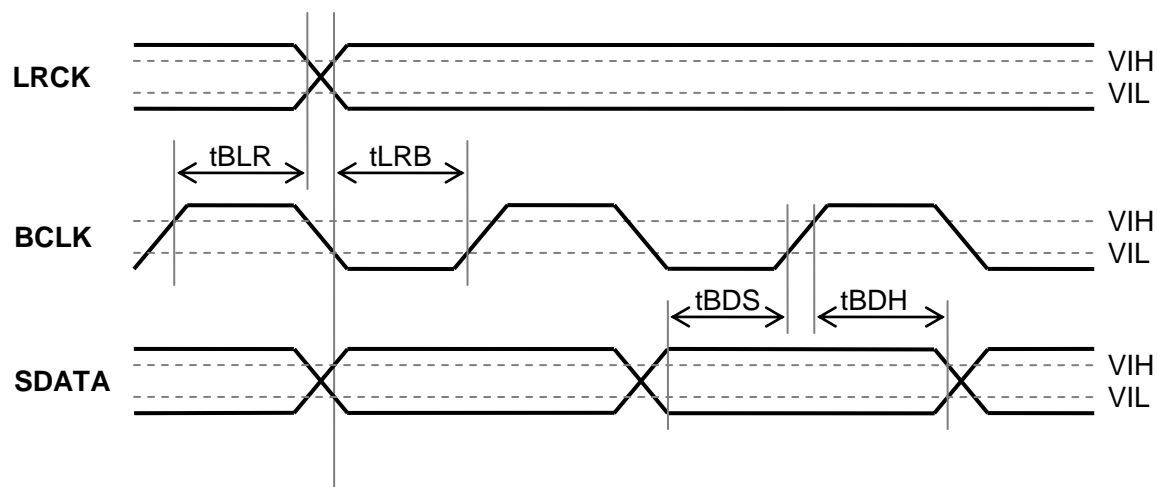 LRCK
VIH
VIL
tBLR
tLRB
BCLK
VIH
VIL
tBDS
tBDH
SDATA
VIH
VIL